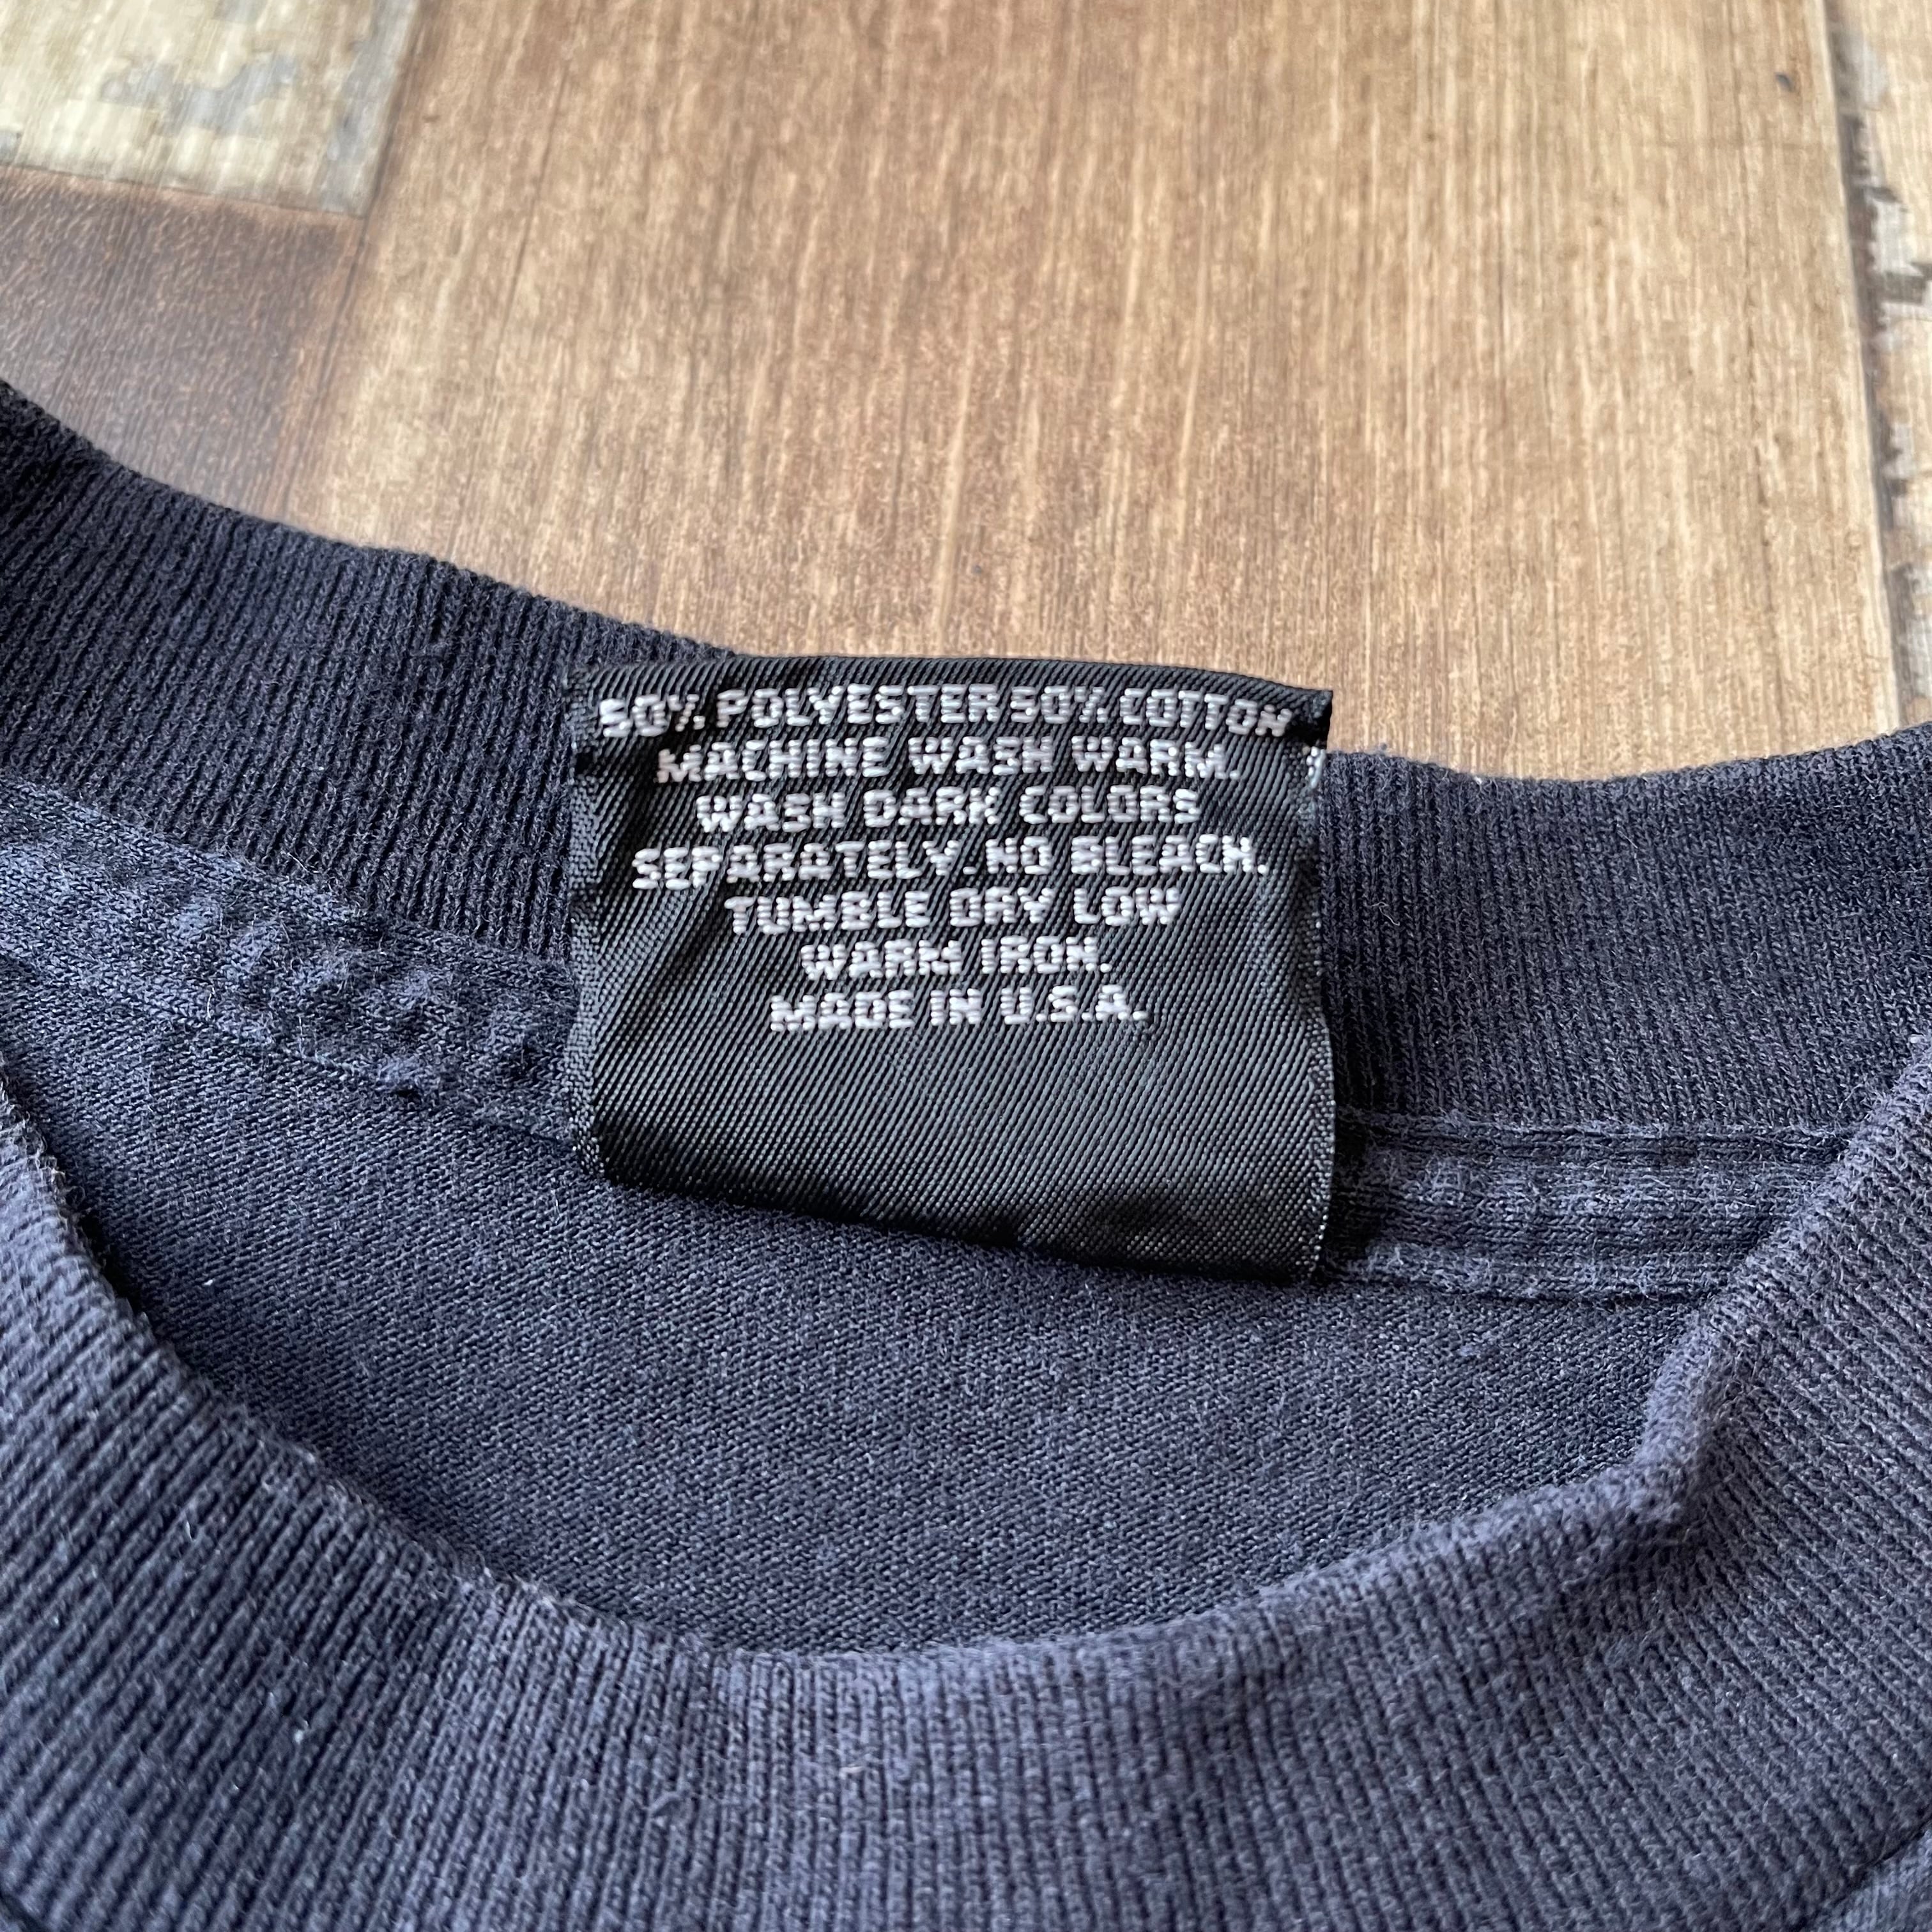 50% POLYESTER 50% COTTON
MACHINE WASH WARM.
WASH DARK COLORS
SEPARATELY. NO BLEACH.
TUMBLE DRY LOW
WARM IRON.
MADE IN U.S.A.